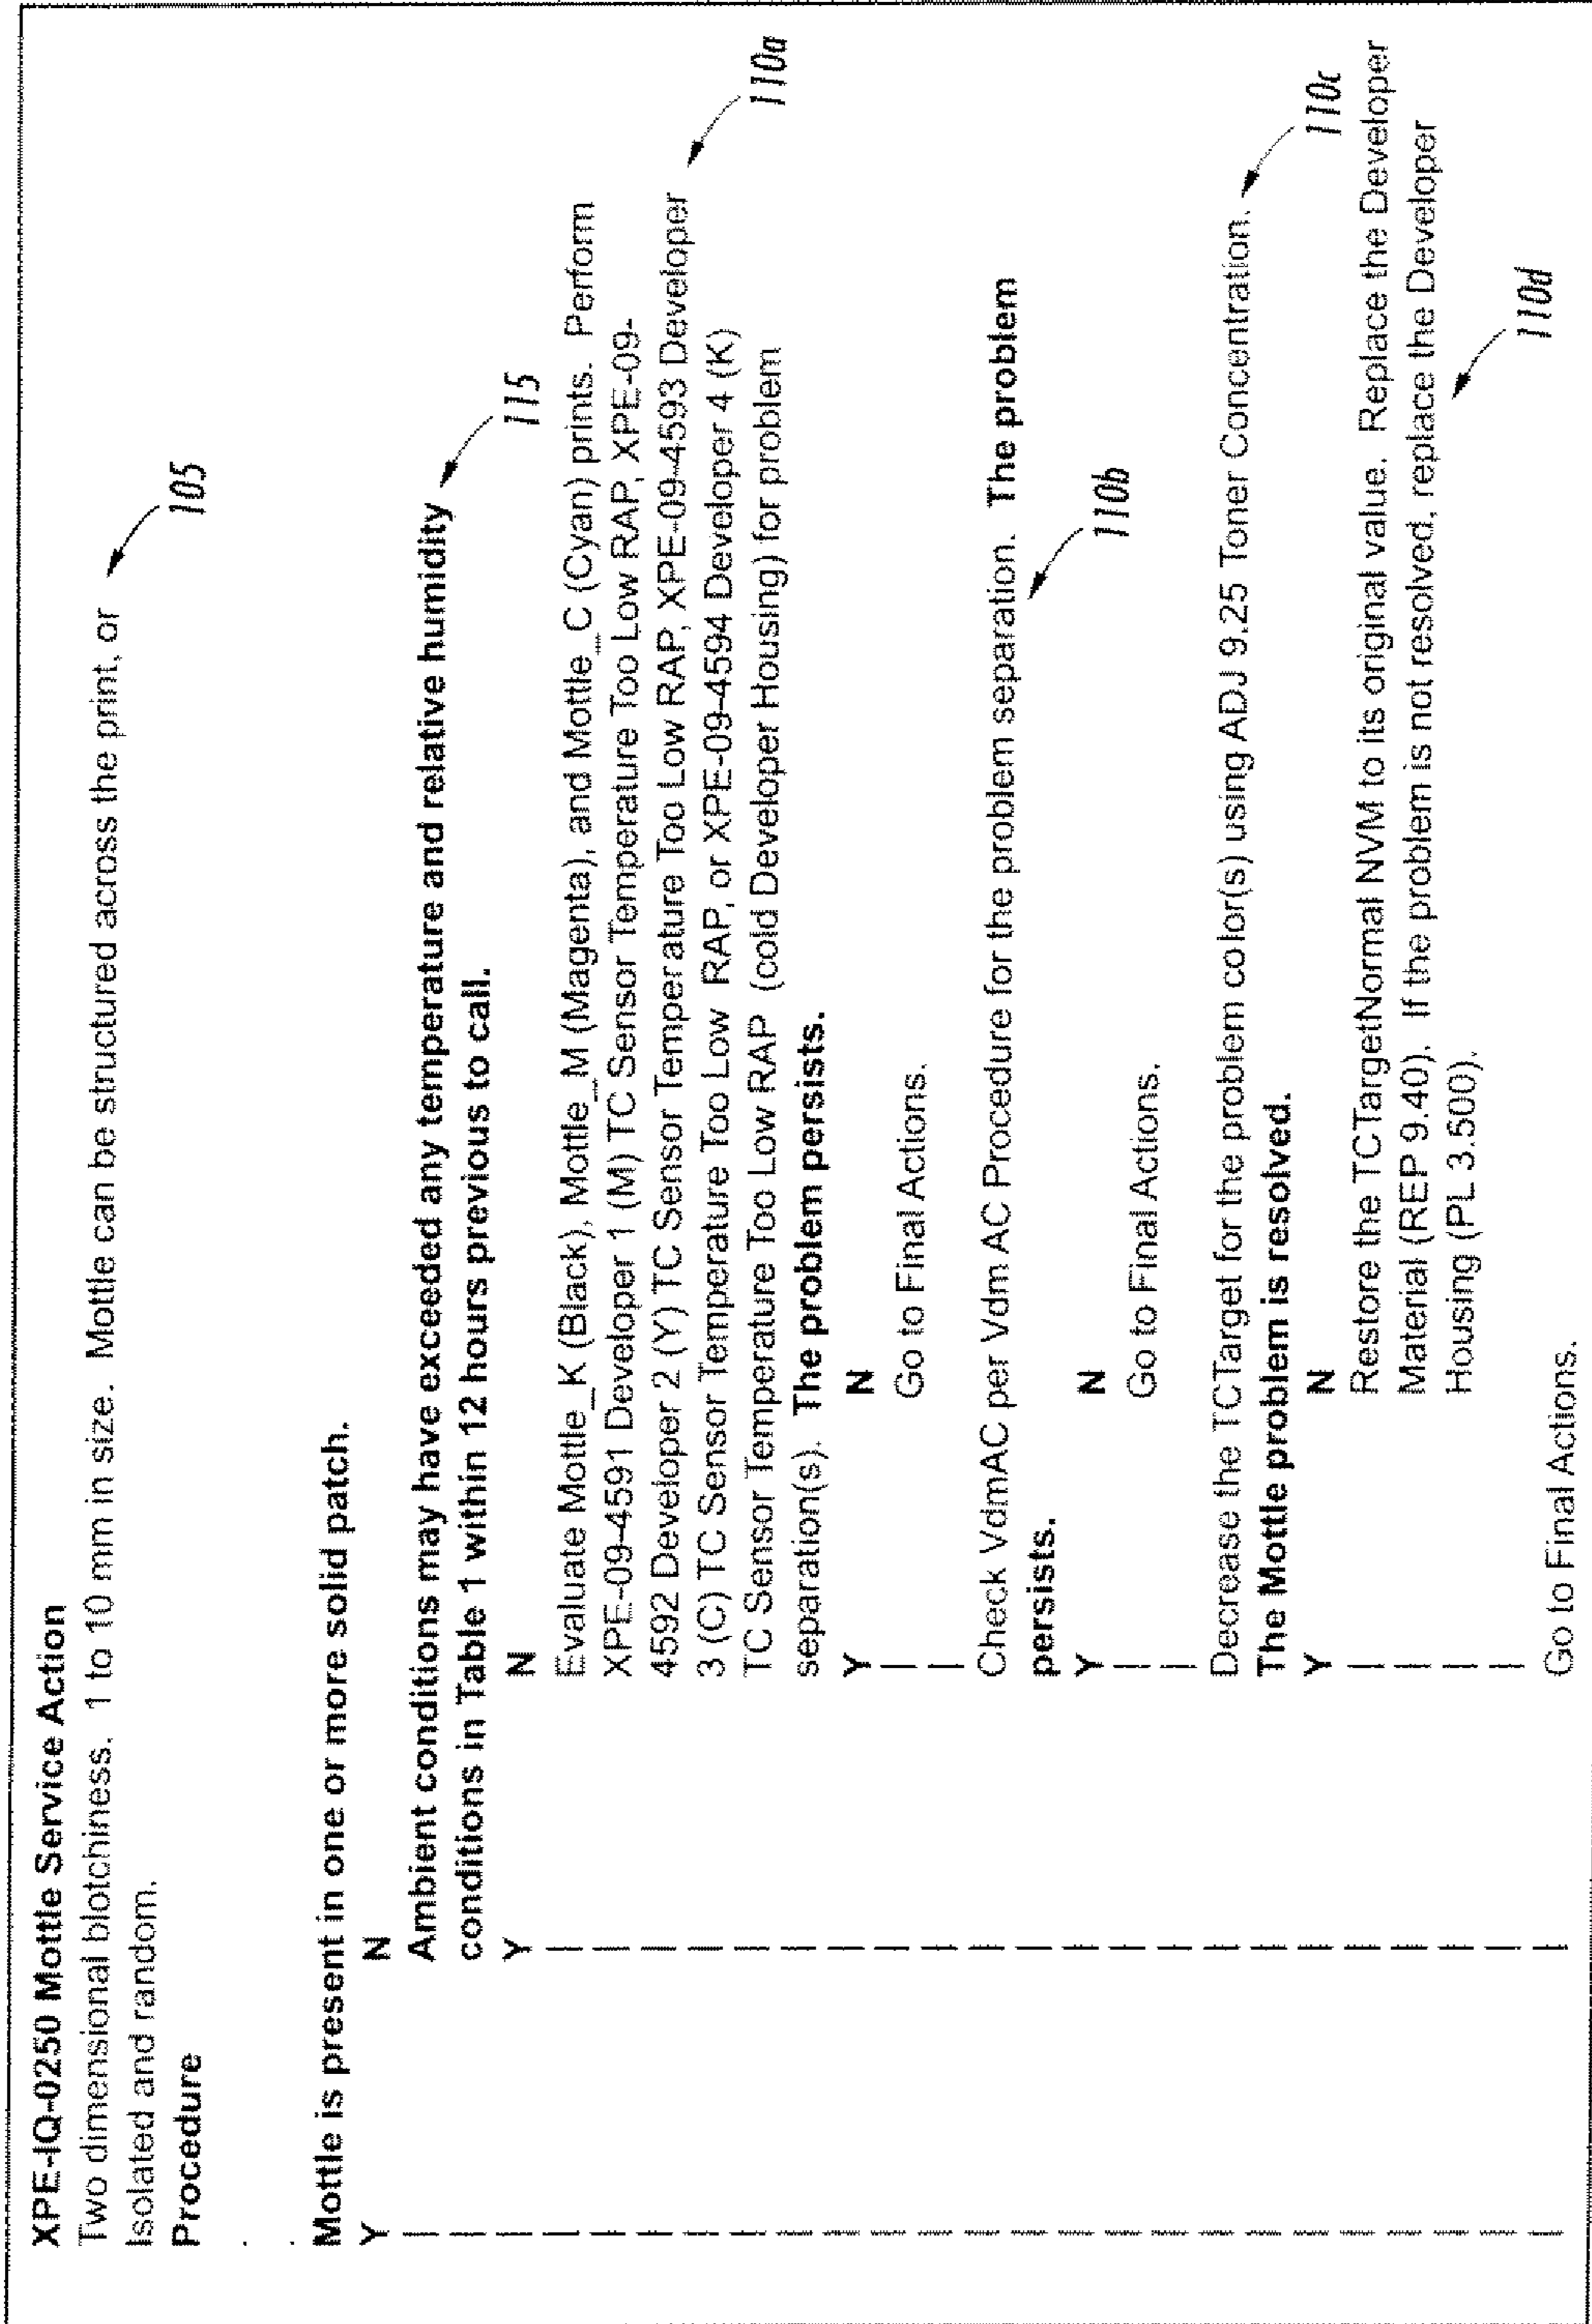 XPE-IQ-0250 Mottle Service Action
Two dimensional blotchiness. 1 to 10 mm in size. Mottle can be structured across the print, or
Isolated and random.
105
Procedure
Mottle is present in one or more solid patch.
Y
N
Ambient conditions may have exceeded any temperature and relative humidity
conditions in Table 1 within 12 hours previous to call.
115
Y
N
Evaluate Mottle_K (Black), Mottle_M (Magenta), and Mottle_C (Cyan) prints. Perform
XPE-09-4591 Developer 1 (M) TC Sensor Temperature Too Low RAP, XPE-09-
4592 Developer 2 (Y) TC Sensor Temperature Too Low RAP, XPE-09-4593 Developer
3 (C) TC Sensor Temperature Too Low RAP, or XPE-09-4594 Developer 4 (K)
TC Sensor Temperature Too Low RAP (cold Developer Housing) for problem
separation(s). The problem persists.
110a
Y
N
Go to Final Actions.
Check VdmAC per Vdm AC Procedure for the problem separation. The problem
persists.
110b
Y
N
Go to Final Actions.
Decrease the TCTarget for the problem color(s) using ADJ 9.25 Toner Concentration.
The Mottle problem is resolved.
110c
Y
N
Restore the TCTargetNormal NVM to its original value. Replace the Developer
Material (REP 9.40). If the problem is not resolved, replace the Developer
Housing (PL 3.500).
110d
Go to Final Actions.